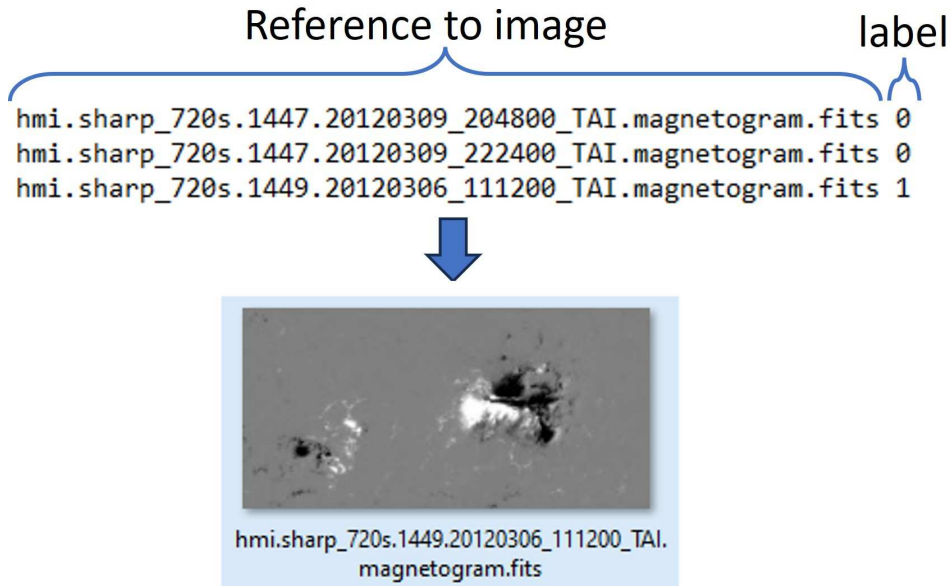 Reference to image
label
hmi.sharp_720s.1447.20120309_204800_TAI.magnetogram.fits 0
hmi.sharp_720s.1447.20120309_222400_TAI.magnetogram.fits 0
hmi.sharp_720s.1449.20120306_111200_TAI.magnetogram.fits 1
hmi.sharp_720s.1449.20120306_111200_TAI.
magnetogram.fits